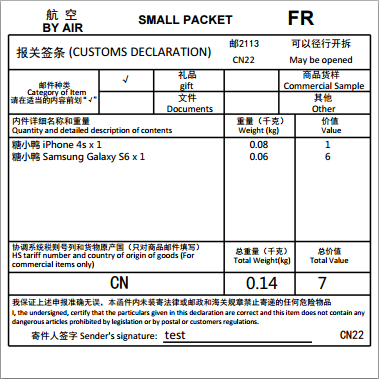 航 空
BY AIR
SMALL PACKET
FR
报关签条 (CUSTOMS DECLARATION)
邮2113
CN22
可以径行开拆
May be opened
邮件种类
Category of Item
请在适当的内容前划“√”
√
礼品
gift
商品货样
Commercial Sample
文件
Documents
其他
Other
内件详细名称和重量
Quantity and detailed description of contents
重量（千克）
Weight (kg)
价值
Value
糖小鸭 iPhone 4s x 1
0.08
1
糖小鸭 Samsung Galaxy S6 x 1
0.06
6
协调系统税则号列和货物原产国（只对商品邮件填写）
HS tariff number and country of origin of goods (For
commercial items only)
总重量（千克）
Total Weight(kg)
总价值
Total Value
CN
0.14
7
我保证上述申报准确无误，本函件内未装寄法律或邮政和海关规章禁止寄递的任何危险物品
I, the undersigned, certify that the particulars given in this declaration are correct and this item does not contain any
dangerous articles prohibited by legislation or by postal or customers regulations.
寄件人签字 Sender's signature: test
CN22